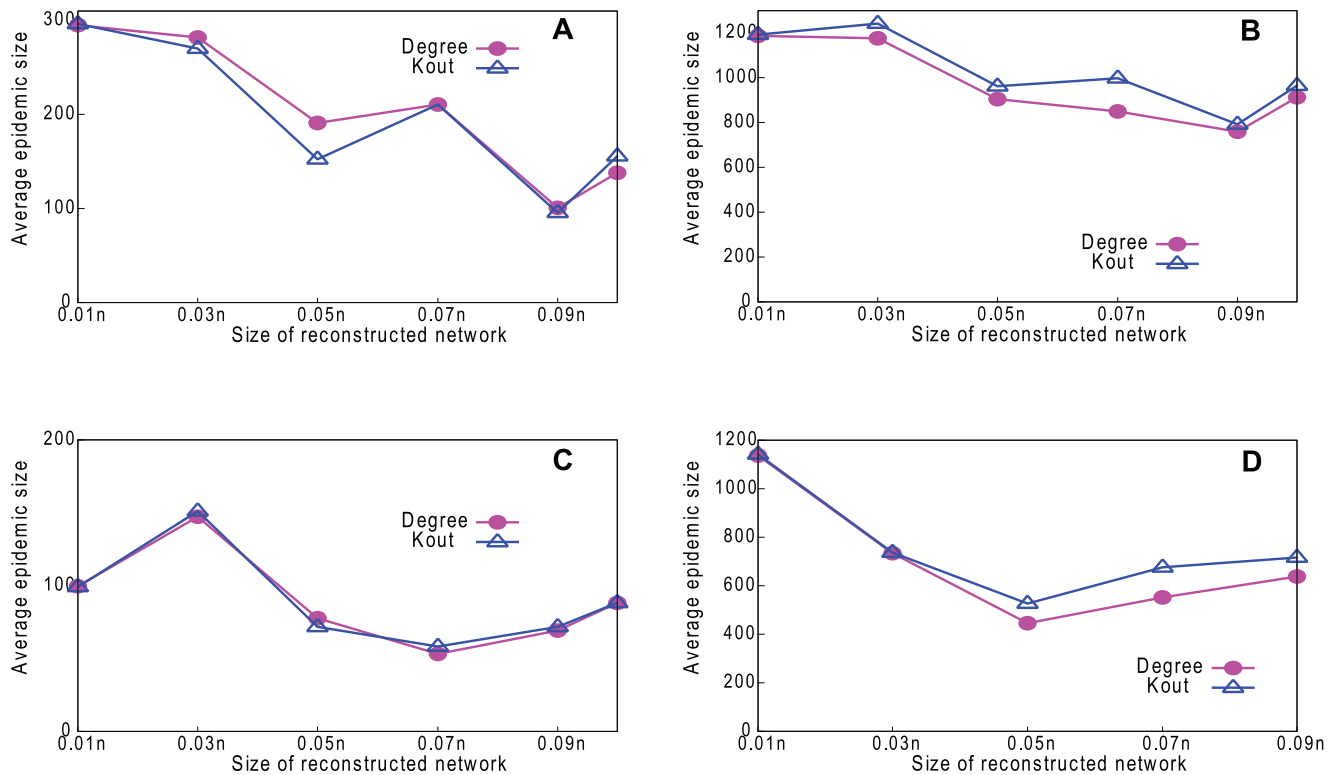 A
Average epidemic size
300
200
100
0
Degree
Kout
0.01n 0.03n 0.05n 0.07n 0.09n
Size of reconstructed network
B
Average epidemic size
1200
1000
800
600
400
200
0
Degree
Kout
0.01n 0.03n 0.05n 0.07n 0.09n
Size of reconstructed network
C
Average epidemic size
200
100
0
Degree
Kout
0.01n 0.03n 0.05n 0.07n 0.09n
Size of reconstructed network
D
Average epidemic size
1200
1000
800
600
400
200
0
Degree
Kout
0.01n 0.03n 0.05n 0.07n 0.09n
Size of reconstructed network